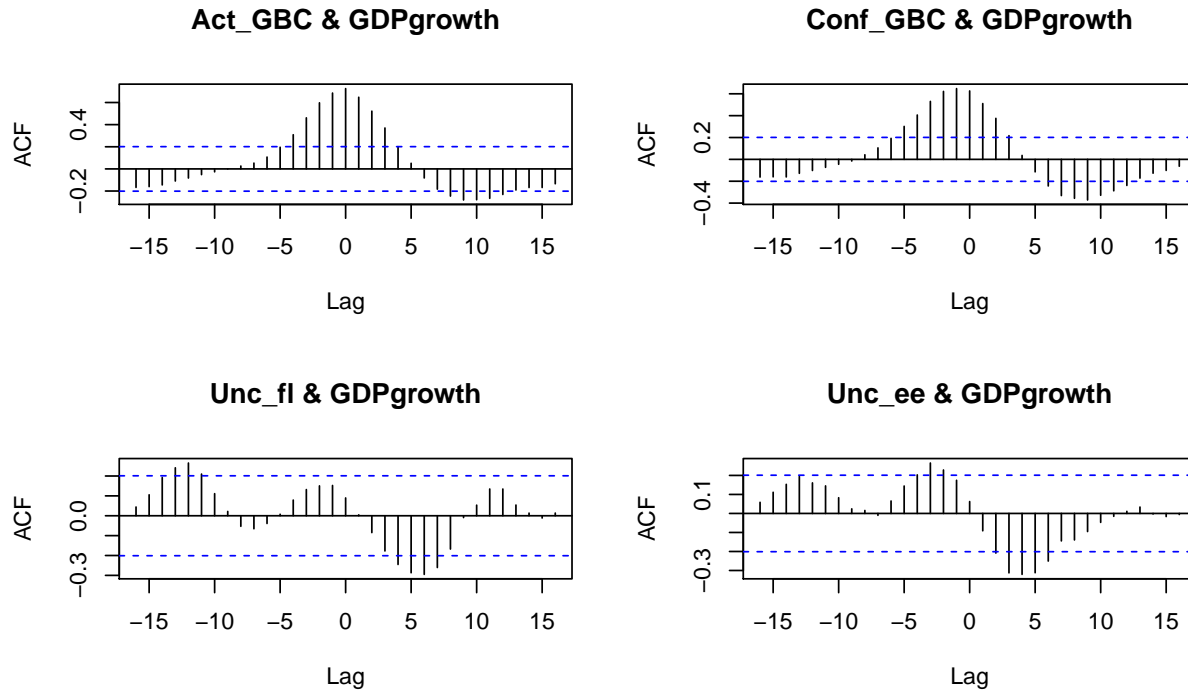 Act_GBC & GDPgrowth
ACF
0.4
−0.2
−15 −10 −5 0 5 10 15
Lag
Conf_GBC & GDPgrowth
ACF
0.2
−0.4
−15 −10 −5 0 5 10 15
Lag
Unc_fl & GDPgrowth
ACF
0.0
−0.3
−15 −10 −5 0 5 10 15
Lag
Unc_ee & GDPgrowth
ACF
0.1
−0.3
−15 −10 −5 0 5 10 15
Lag